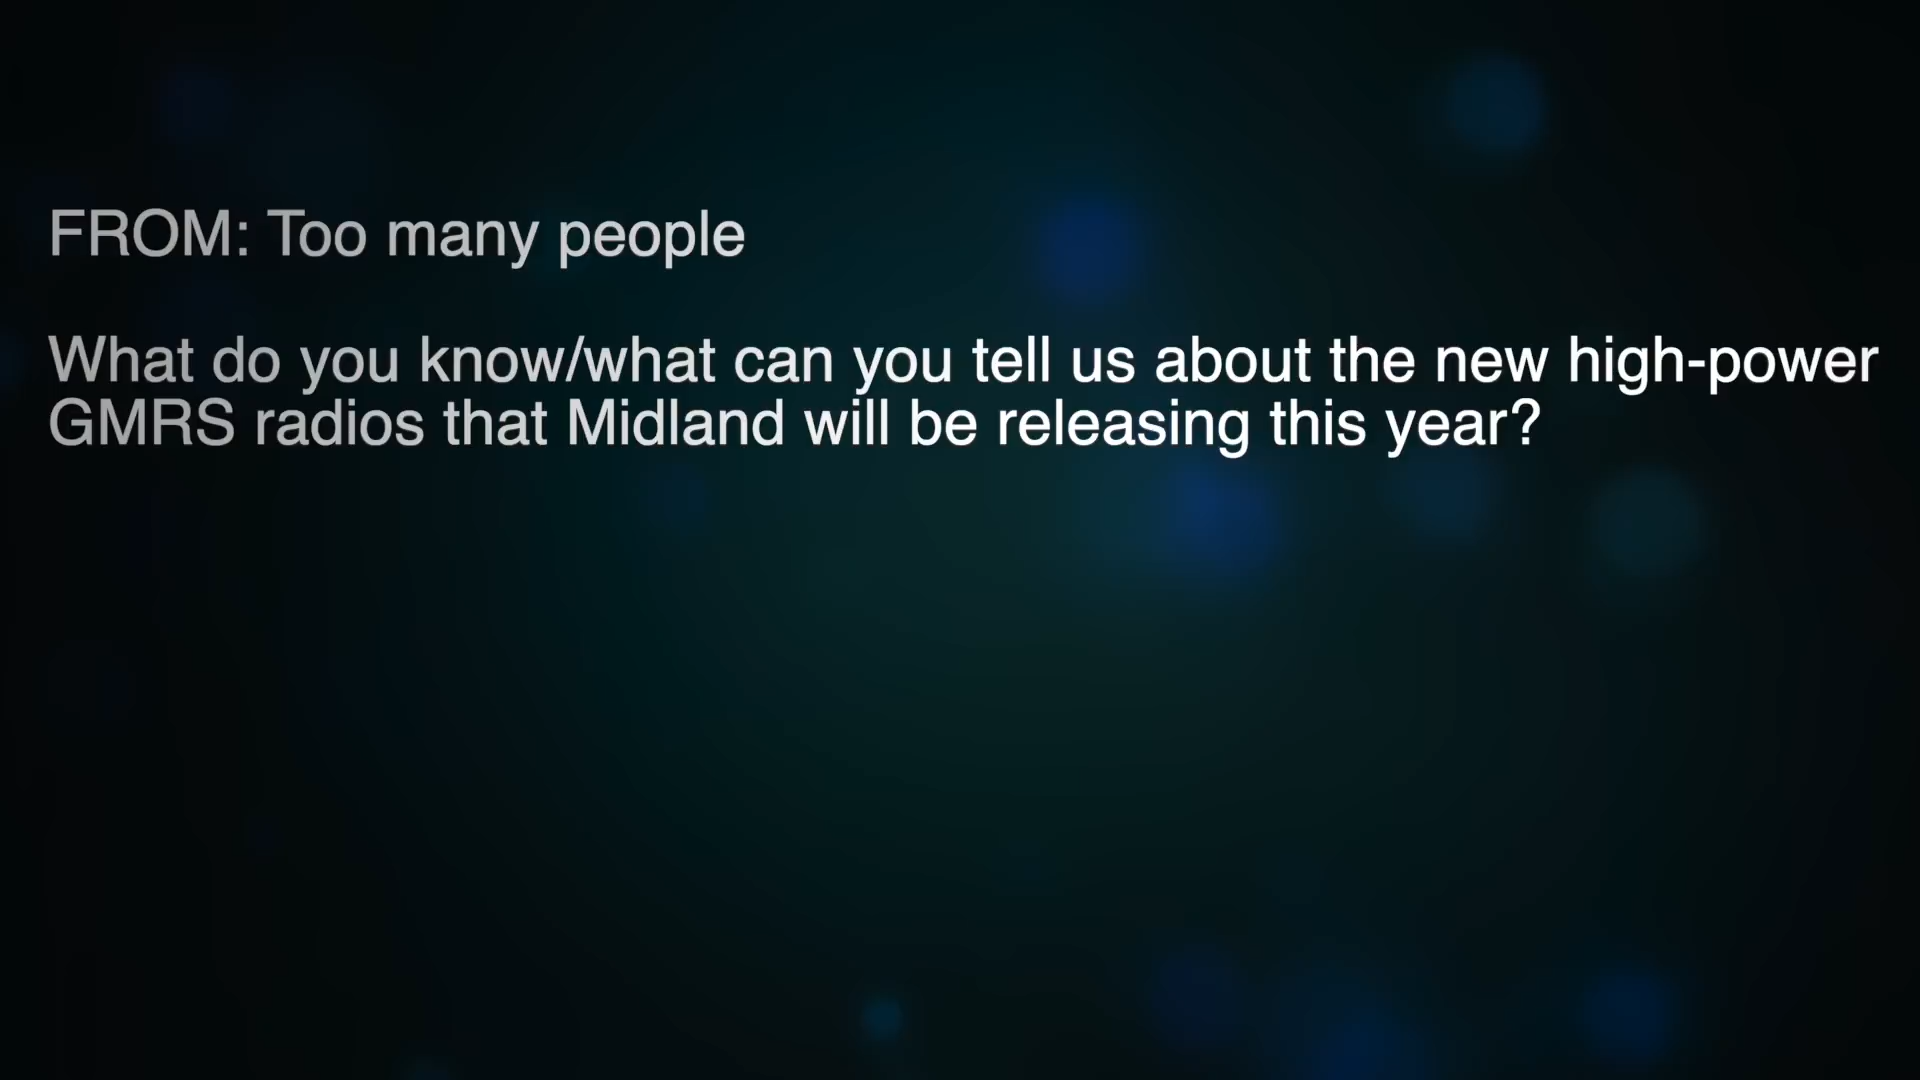 FROM: Too many people
What do you know/what can you tell us about the new high-power
GMRS radios that Midland will be releasing this year?